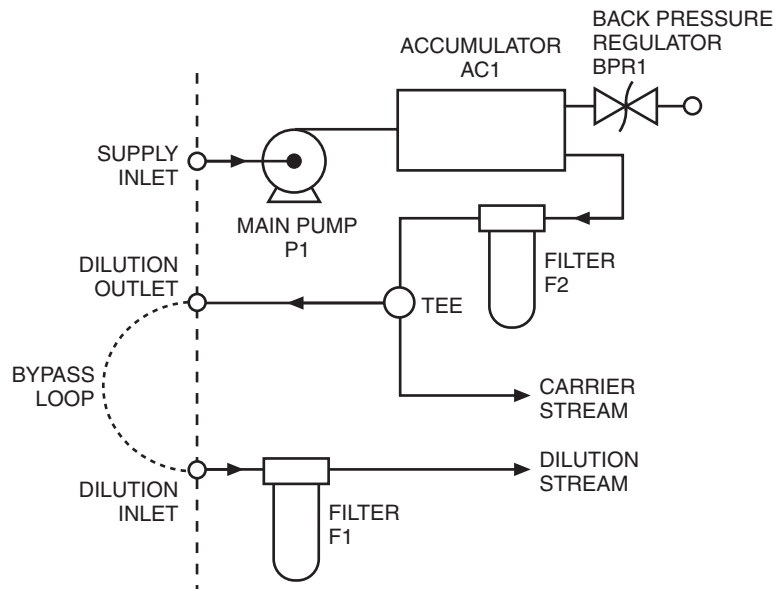 BACK PRESSURE
REGULATOR
BPR1
ACCUMULATOR
AC1
SUPPLY
INLET
MAIN PUMP
P1
FILTER
F2
DILUTION
OUTLET
TEE
BYPASS
LOOP
CARRIER
STREAM
DILUTION
STREAM
DILUTION
INLET
FILTER
F1